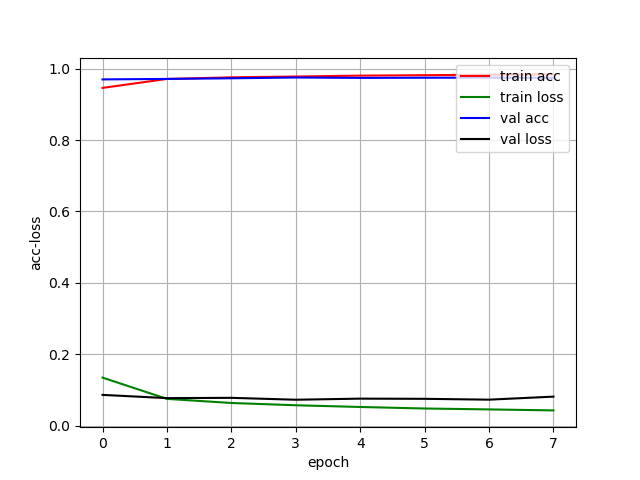 1.0
0.8
0.6
0.4
0.2
0.0
acc-loss
train acc
train loss
val acc
val loss
0 1 2 3 4 5 6 7
epoch